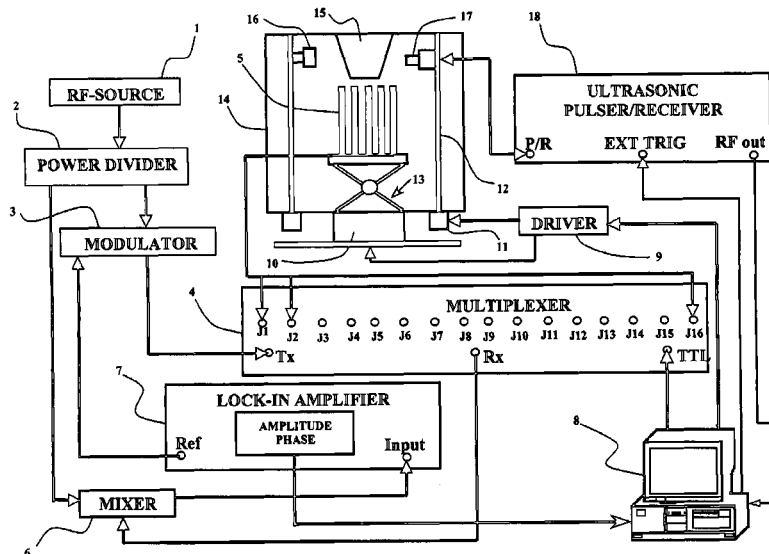 1
RF-SOURCE
2
POWER DIVIDER
3
MODULATOR
16
15
17
5
14
13
12
11
10
18
ULTRASONIC
PULSER/RECEIVER
P/R
EXT TRIG
RF out
DRIVER
9
4
MULTIPLEXER
J1 J2 J3 J4 J5 J6 J7 J8 J9 J10 J11 J12 J13 J14 J15 J16
Tx
Rx
TTL
7
LOCK-IN AMPLIFIER
AMPLITUDE
PHASE
Ref
Input
8
MIXER
6